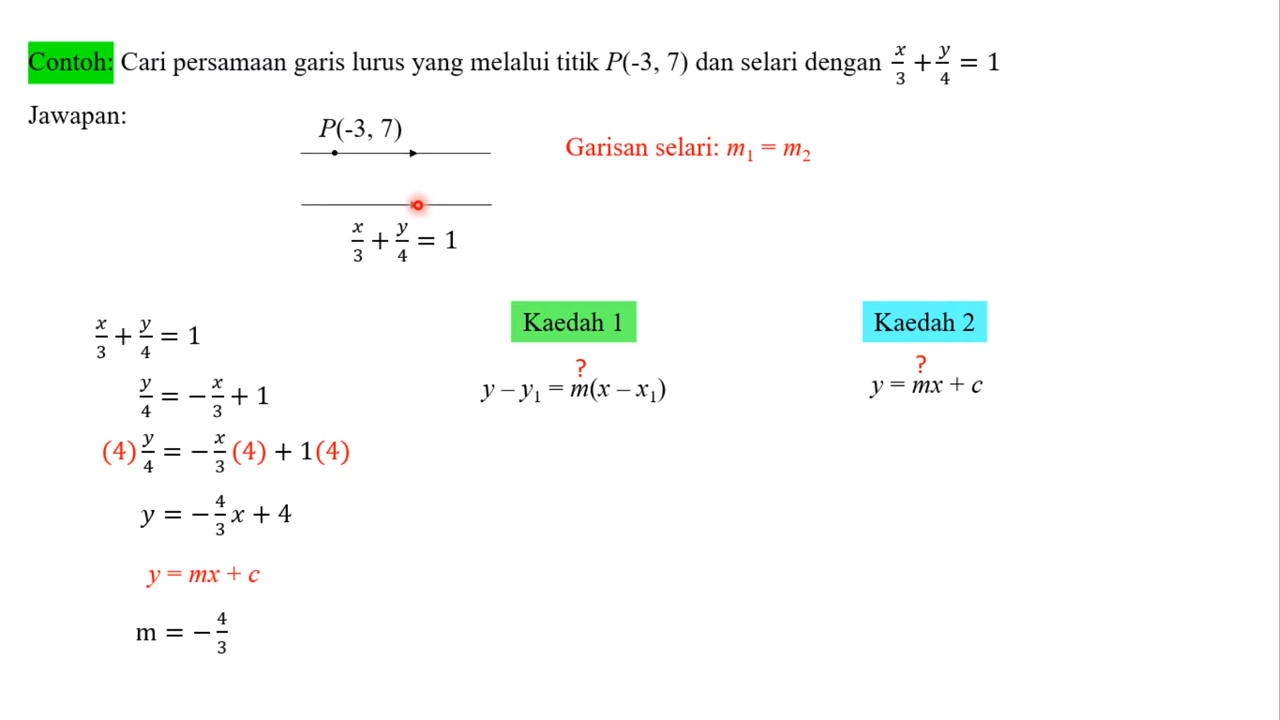 Contoh: Cari persamaan garis lurus yang melalui titik P(-3, 7) dan selari dengan x/3 + y/4 = 1
Jawapan:
P(-3, 7)
Garisan selari: m₁ = m₂
x/3 + y/4 = 1
x/3 + y/4 = 1
y/4 = −x/3 + 1
(4)y/4 = −x/3(4) + 1(4)
y = −4/3x + 4
y = mx + c
m = −4/3
Kaedah 1
?
y – y₁ = m(x – x₁)
Kaedah 2
?
y = mx + c